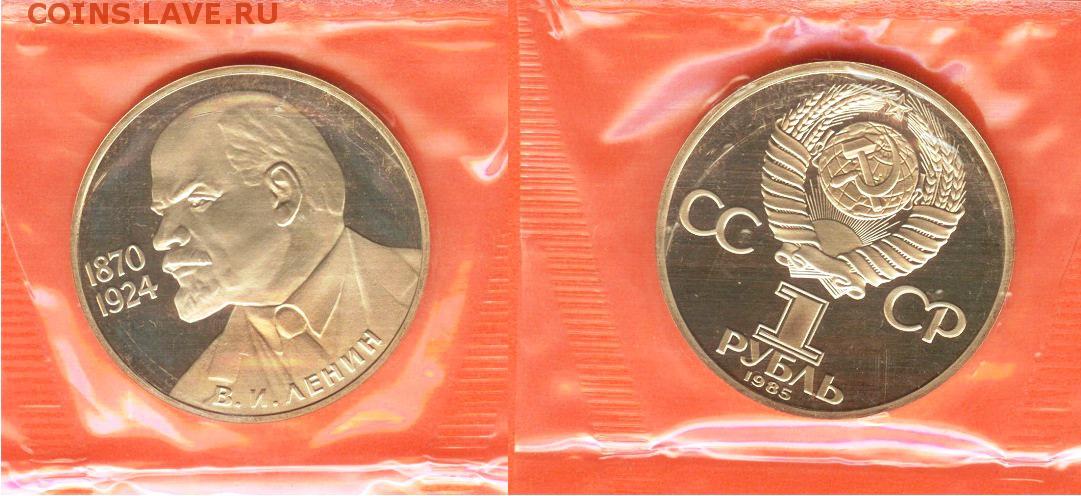 COINS.LAVE.RU
1870
1924
В. И. ЛЕНИН
СС
СР
1
РУБЛЬ
1985